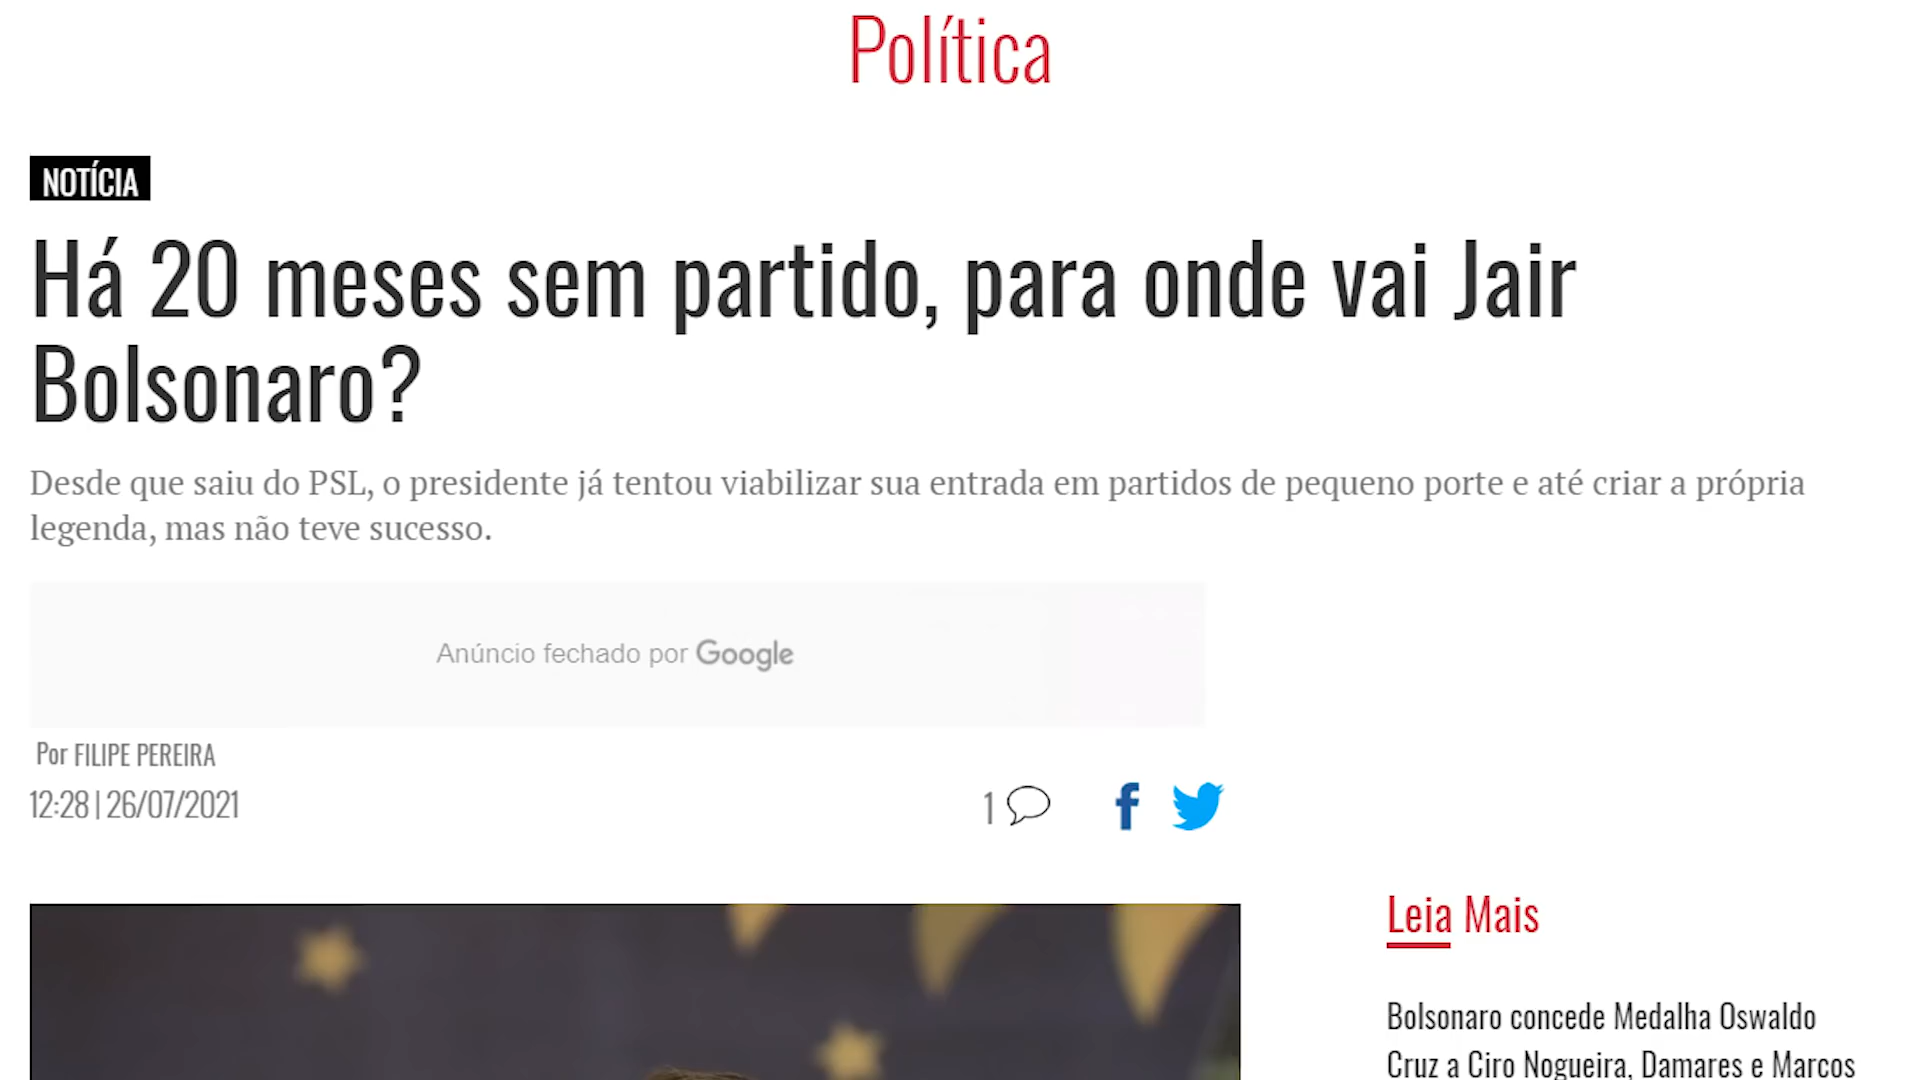 Política
NOTÍCIA
Há 20 meses sem partido, para onde vai Jair
Bolsonaro?
Desde que saiu do PSL, o presidente já tentou viabilizar sua entrada em partidos de pequeno porte e até criar a própria
legenda, mas não teve sucesso.
Anúncio fechado por Google
Por FILIPE PEREIRA
12:28 | 26/07/2021
1
Leia Mais
Bolsonaro concede Medalha Oswaldo
Cruz a Ciro Nogueira, Damares e Marcos